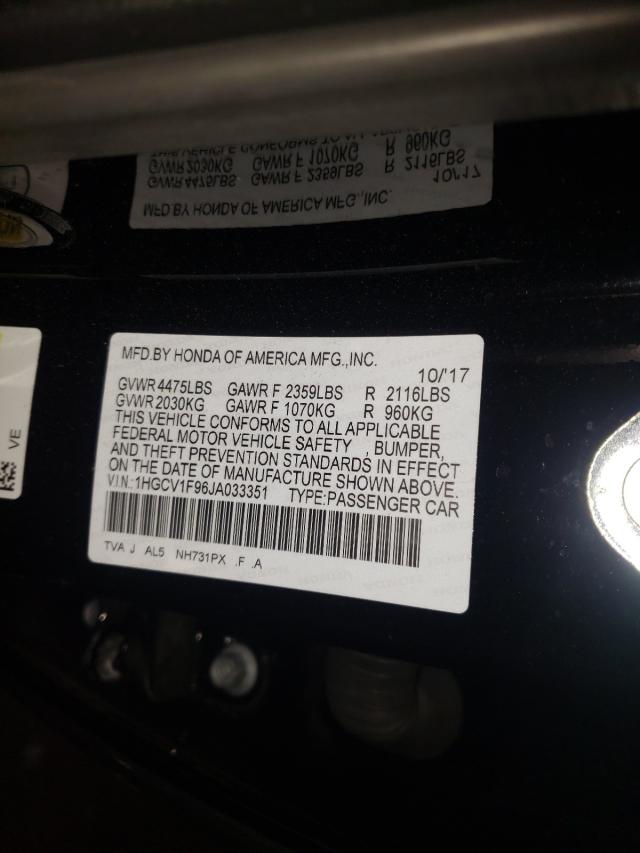 MFD.BY HONDA OF AMERICA MFG.,INC. 10/'17
GVWR 4475LBS GAWR F 2359LBS R 2116LBS
GVWR 2030KG GAWR F 1070KG R 960KG
THIS VEHICLE CONFORMS TO ALL APPLICABLE
FEDERAL MOTOR VEHICLE SAFETY , BUMPER,
AND THEFT PREVENTION STANDARDS IN EFFECT
ON THE DATE OF MANUFACTURE SHOWN ABOVE.
V.I.N.:1HGCV1F96JA033351 TYPE:PASSENGER CAR
TVA J AL5 NH731PX .F .A
VE